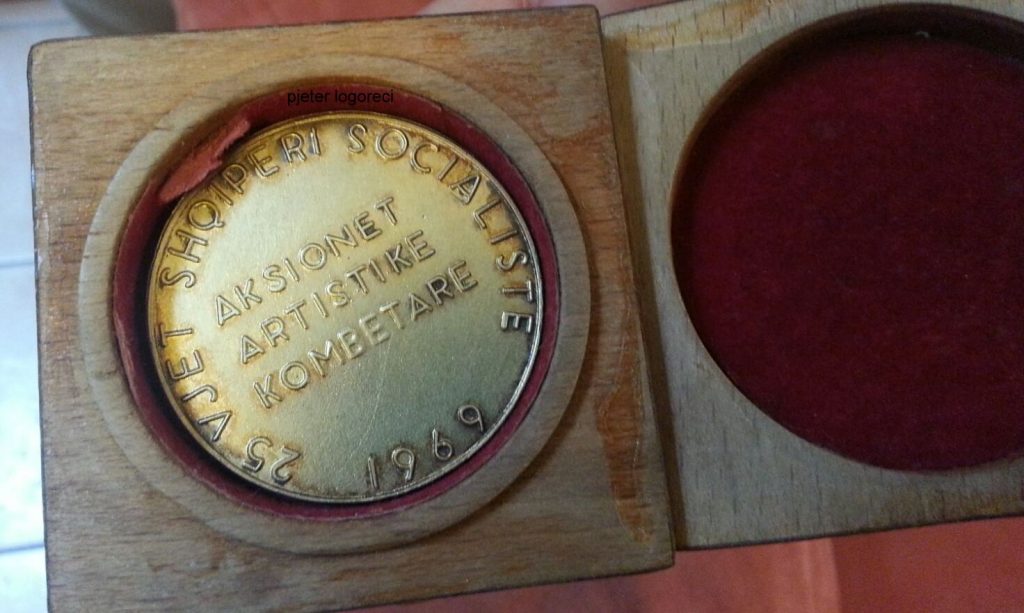 pjeter logoreci
25 VJET SHQIPERI SOCIALISTE
AKSIONET
ARTISTIKE
KOMBETARE
1969